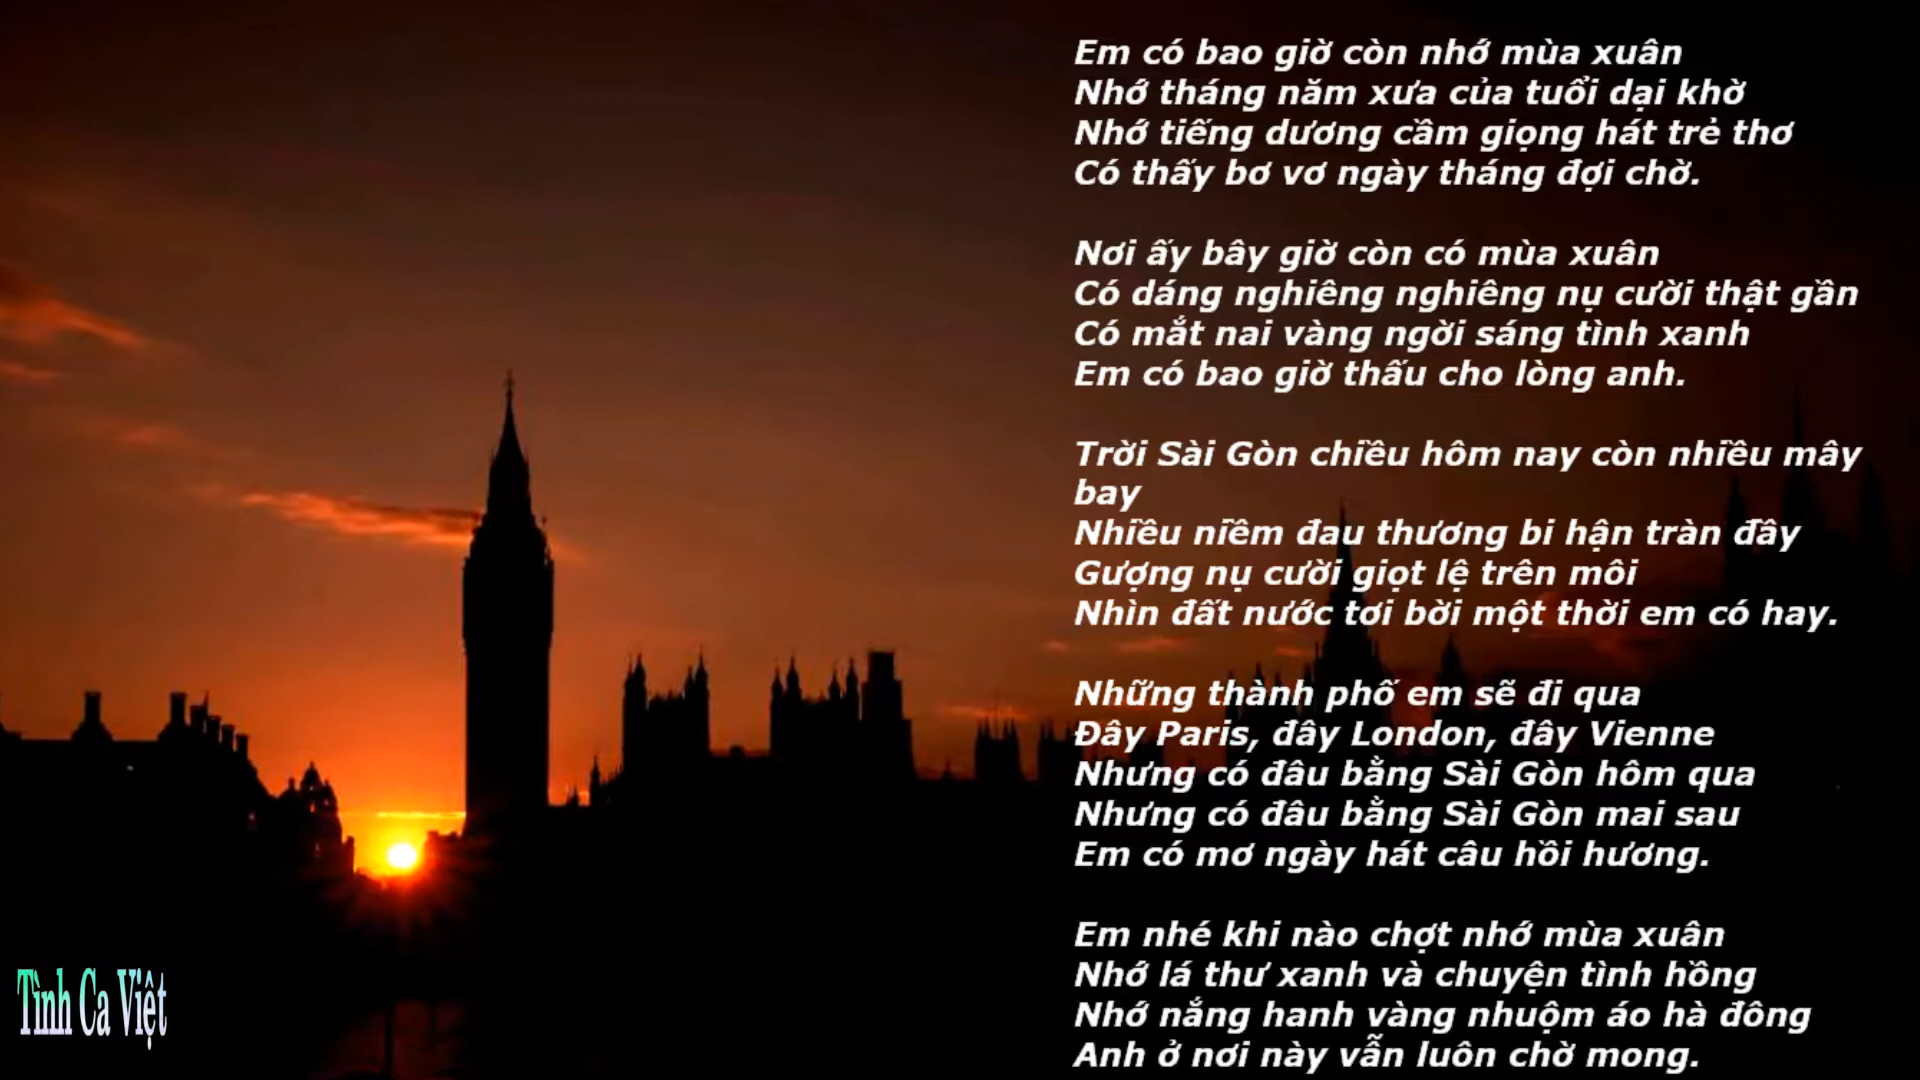 Em có bao giờ còn nhớ mùa xuân
Nhớ tháng năm xưa của tuổi dại khờ
Nhớ tiếng dương cầm giọng hát trẻ thơ
Có thấy bơ vơ ngày tháng đợi chờ.
Nơi ấy bây giờ còn có mùa xuân
Có dáng nghiêng nghiêng nụ cười thật gần
Có mắt nai vàng ngời sáng tình xanh
Em có bao giờ thấu cho lòng anh.
Trời Sài Gòn chiều hôm nay còn nhiều mây
bay
Nhiều niềm đau thương bi hận tràn đầy
Gượng nụ cười giọt lệ trên môi
Nhìn đất nước tơi bời một thời em có hay.
Những thành phố em sẽ đi qua
Đây Paris, đây London, đây Vienne
Nhưng có đâu bằng Sài Gòn hôm qua
Nhưng có đâu bằng Sài Gòn mai sau
Em có mơ ngày hát câu hồi hương.
Em nhé khi nào chợt nhớ mùa xuân
Nhớ lá thư xanh và chuyện tình hồng
Nhớ nắng hanh vàng nhuộm áo hà đông
Anh ở nơi này vẫn luôn chờ mong.
Tình Ca Việt